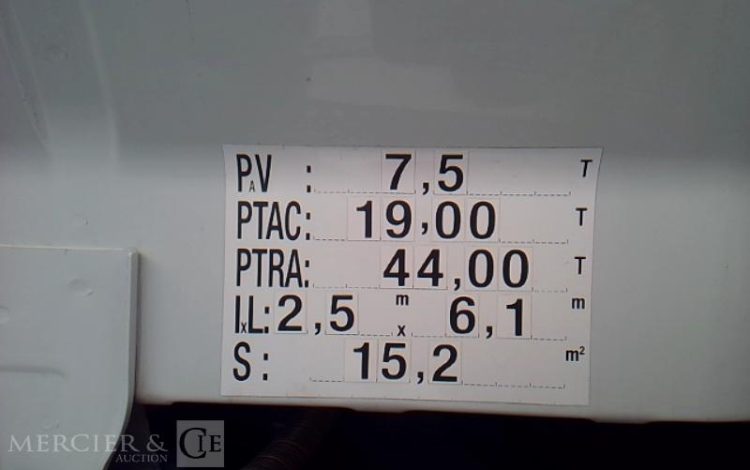 PAV : 7,5 T
PTAC: 19,00 T
PTRA: 44,00 T
lxL: 2,5 m x 6,1 m
S: 15,2 m²
MERCIER & CIE
AUCTION